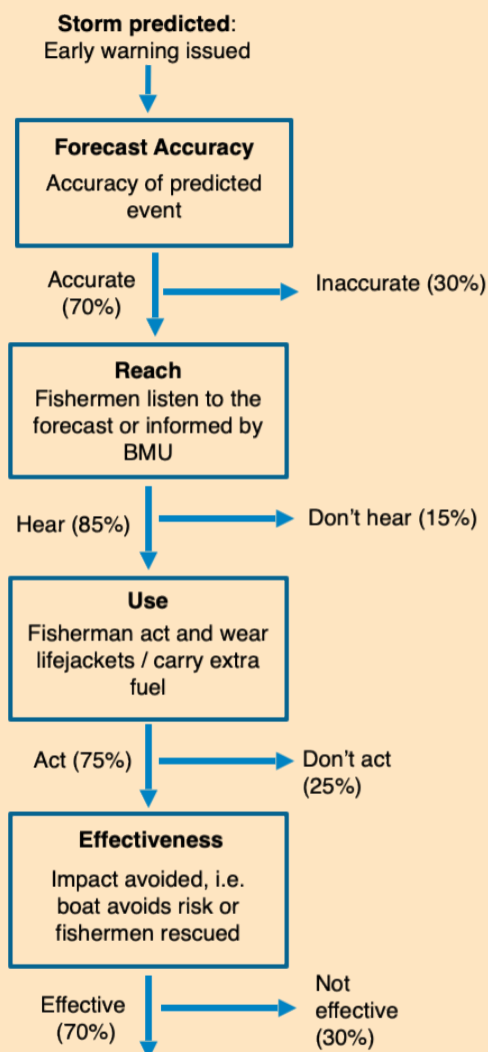 Storm predicted:
Early warning issued
Forecast Accuracy
Accuracy of predicted
event
Accurate
(70%)
Inaccurate (30%)
Reach
Fishermen listen to the
forecast or informed by
BMU
Hear (85%)
Don't hear (15%)
Use
Fisherman act and wear
lifejackets / carry extra
fuel
Act (75%)
Don't act
(25%)
Effectiveness
Impact avoided, i.e.
boat avoids risk or
fishermen rescued
Effective
(70%)
Not
effective
(30%)